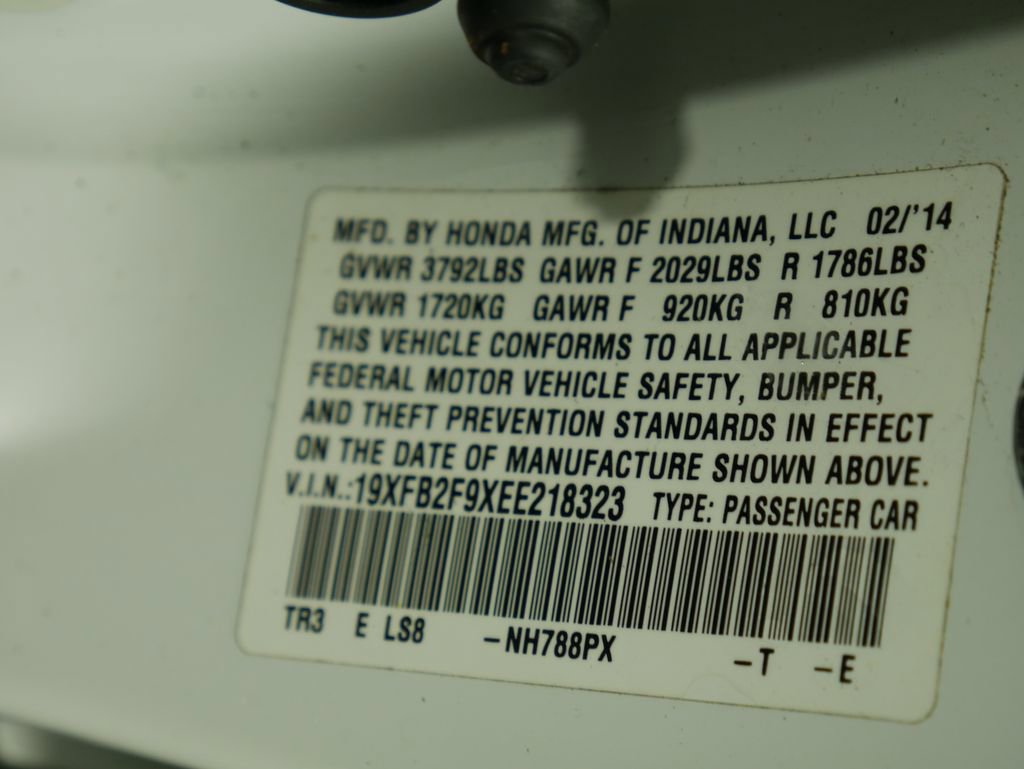 MFD. BY HONDA MFG. OF INDIANA, LLC 02/'14
GVWR 3792LBS GAWR F 2029LBS R 1786LBS
GVWR 1720KG GAWR F 920KG R 810KG
THIS VEHICLE CONFORMS TO ALL APPLICABLE
FEDERAL MOTOR VEHICLE SAFETY, BUMPER,
AND THEFT PREVENTION STANDARDS IN EFFECT
ON THE DATE OF MANUFACTURE SHOWN ABOVE.
V.I.N.:19XFB2F9XEE218323 TYPE: PASSENGER CAR
TR3 E LS8 -NH788PX -T -E